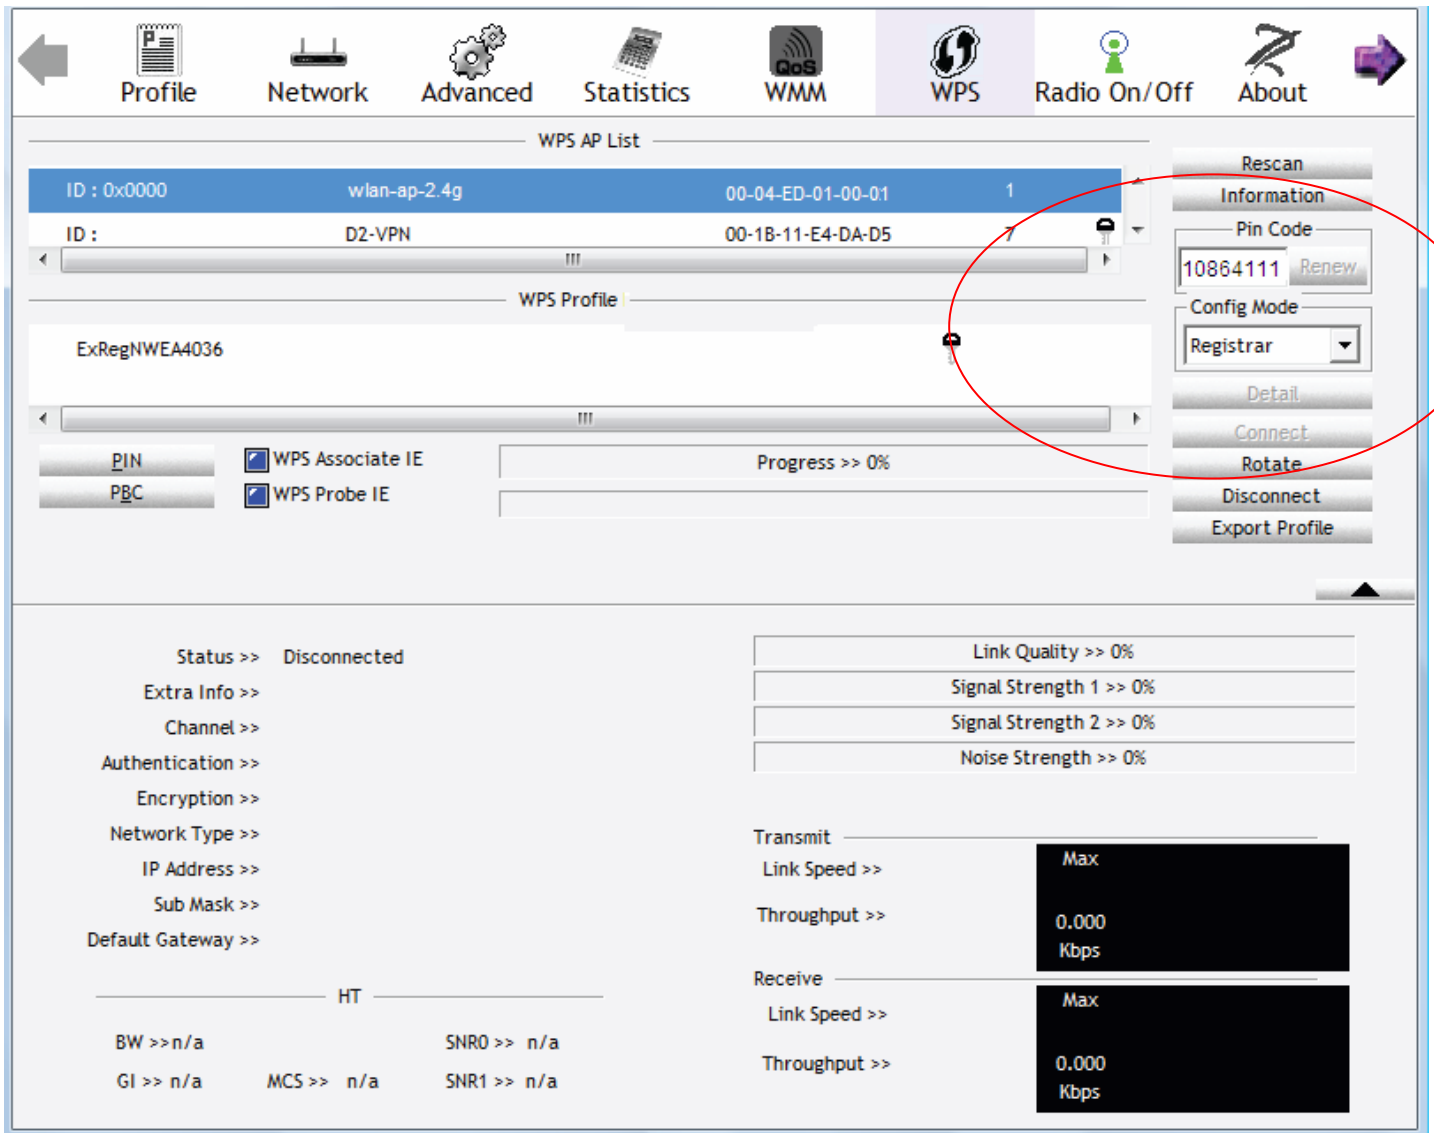 Profile Network Advanced Statistics WMM WPS Radio On/Off About
QoS
WPS AP List
ID : 0x0000 wlan-ap-2.4g 00-04-ED-01-00-01 1
ID : D2-VPN 00-1B-11-E4-DA-D5 7
WPS Profile
ExRegNWEA4036
PIN
PBC
WPS Associate IE
WPS Probe IE
Progress >> 0%
Rescan
Information
Pin Code
10864111 Renew
Config Mode
Registrar
Detail
Connect
Rotate
Disconnect
Export Profile
Status >> Disconnected
Extra Info >>
Channel >>
Authentication >>
Encryption >>
Network Type >>
IP Address >>
Sub Mask >>
Default Gateway >>
HT
BW >>n/a SNR0 >> n/a
GI >> n/a MCS >> n/a SNR1 >> n/a
Link Quality >> 0%
Signal Strength 1 >> 0%
Signal Strength 2 >> 0%
Noise Strength >> 0%
Transmit
Link Speed >>
Throughput >>
Max
0.000
Kbps
Receive
Link Speed >>
Throughput >>
Max
0.000
Kbps